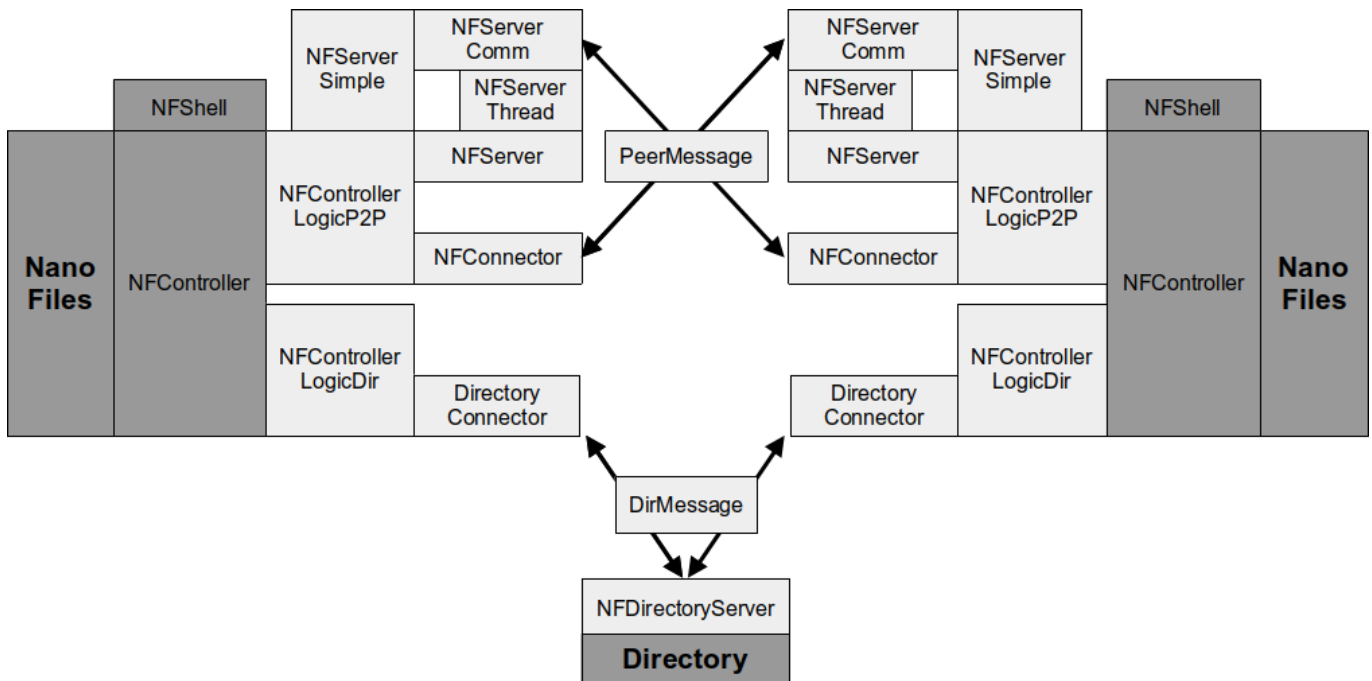 NFServer
Simple
NFServer
Comm
NFServer
Thread
NFShell
NFServer
NFController
LogicP2P
NFConnector
Nano
Files
NFController
NFController
LogicDir
Directory
Connector
PeerMessage
NFServer
Comm
NFServer
Simple
NFServer
Thread
NFShell
NFServer
NFController
LogicP2P
NFConnector
NFController
Nano
Files
NFController
LogicDir
Directory
Connector
DirMessage
NFDirectoryServer
Directory